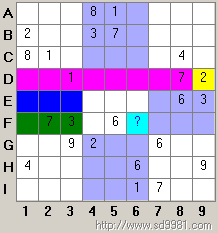 A 8 1
B 2 3 7
C 8 1 4
D 1 7 2
E 6 3
F 7 3 6 ?
G 9 2 6
H 4 6 9
I 1 7
1 2 3 4 5 6 7 8 9
http://www.sd9981.com